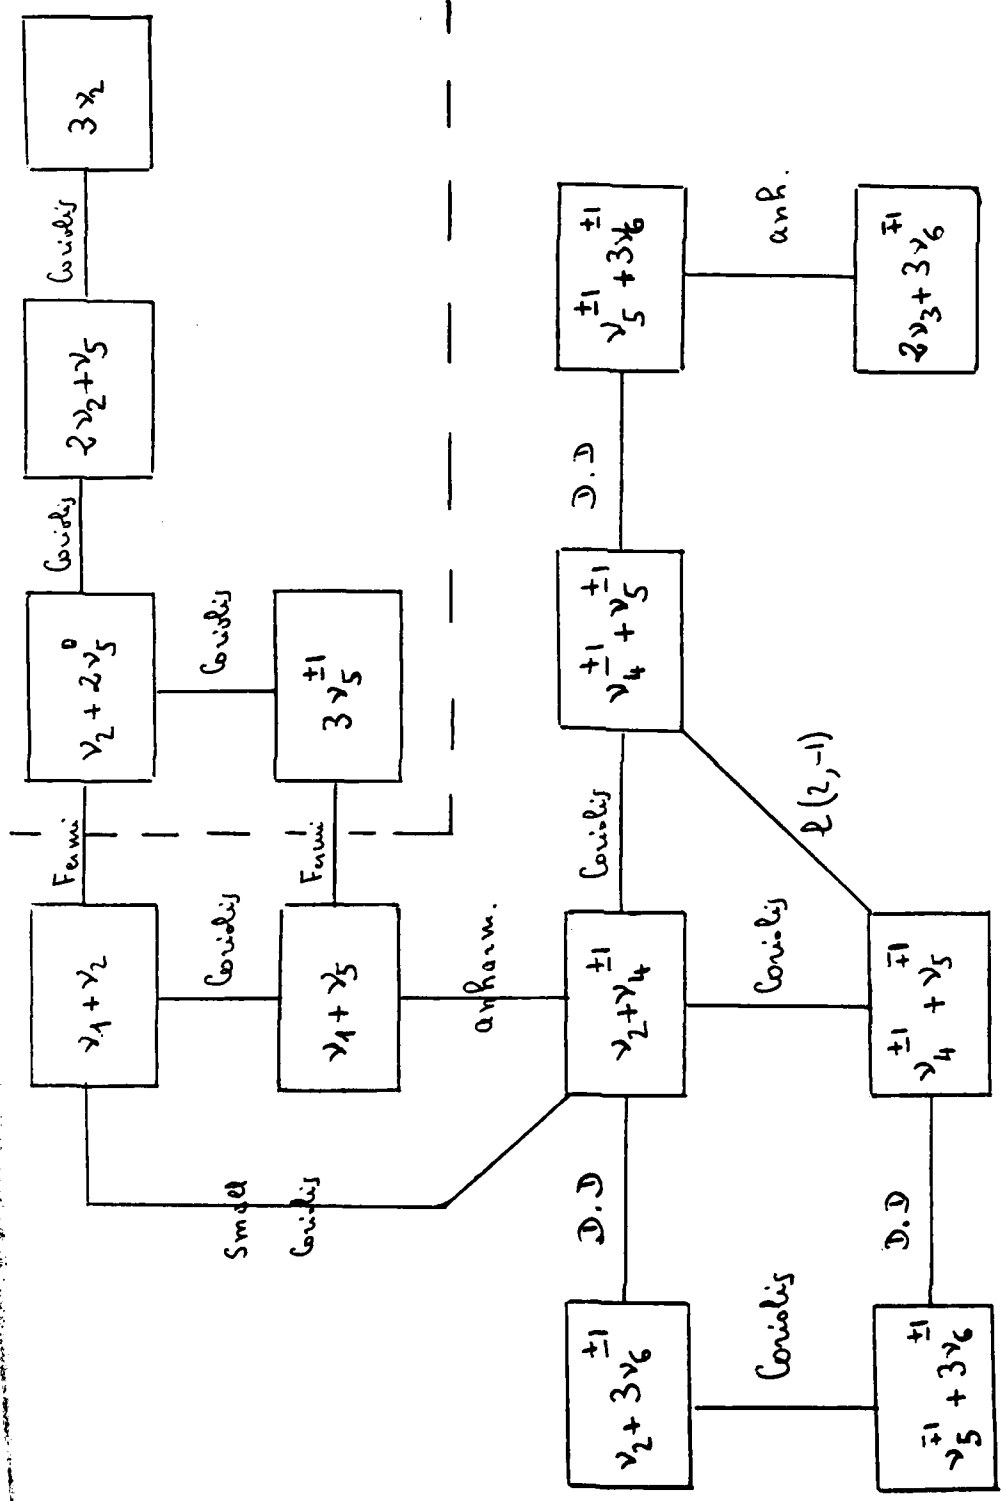 3ν₂
Coriolis
2ν₂+ν₅
Coriolis
ν₂ + 2ν₅⁰
Coriolis
3ν₅^±1
Fermi
Fermi
ν₁ + ν₂
Coriolis
ν₁ + ν₅
anharm.
Small
Coriolis
ν₂+ν₄^±1
Coriolis
ν₄^±1 + ν₅^±1
D.D
ν₅^±1 + 3ν₆^±1
anh.
2ν₃ + 3ν₆^∓1
l(2,-1)
Coriolis
ν₄^±1 + ν₅^∓1
D.D
D.D
ν₂ + 3ν₆^±1
Coriolis
ν₅^∓1 + 3ν₆^±1